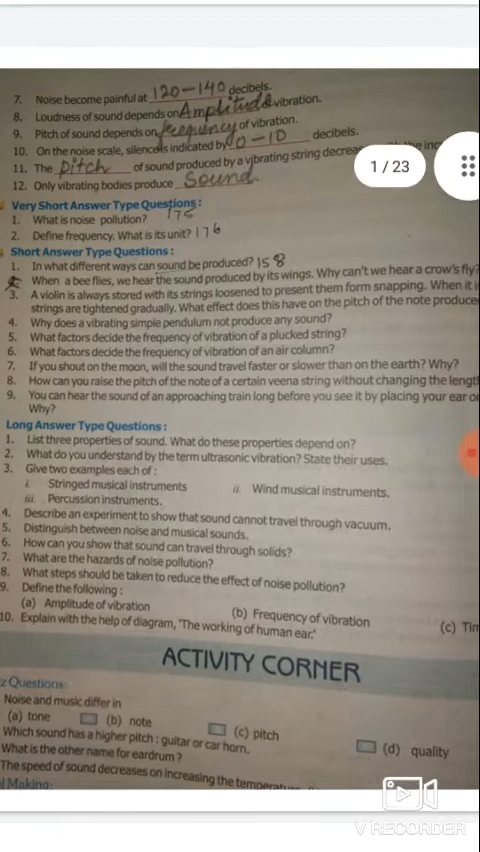 7. Noise become painful at 120-140 decibels.
8. Loudness of sound depends on Amplitude of vibration.
9. Pitch of sound depends on frequency of vibration.
10. On the noise scale, silence is indicated by 0-10 decibels.
11. The pitch of sound produced by a vibrating string decrea the inc
1 / 23
12. Only vibrating bodies produce Sound.
Very Short Answer Type Questions :
1. What is noise pollution? 175
2. Define frequency. What is its unit? 176
Short Answer Type Questions :
1. In what different ways can sound be produced? 158
When a bee flies, we hear the sound produced by its wings. Why can't we hear a crow's fly?
3. A violin is always stored with its strings loosened to present them form snapping. When it i
strings are tightened gradually. What effect does this have on the pitch of the note produce
4. Why does a vibrating simple pendulum not produce any sound?
5. What factors decide the frequency of vibration of a plucked string?
6. What factors decide the frequency of vibration of an air column?
7. If you shout on the moon, will the sound travel faster or slower than on the earth? Why?
8. How can you raise the pitch of the note of a certain veena string without changing the lengt
9. You can hear the sound of an approaching train long before you see it by placing your ear o
Why?
Long Answer Type Questions :
1. List three properties of sound. What do these properties depend on?
2. What do you understand by the term ultrasonic vibration? State their uses.
3. Give two examples each of :
i. Stringed musical instruments ii. Wind musical instruments.
iii. Percussion instruments.
4. Describe an experiment to show that sound cannot travel through vacuum.
5. Distinguish between noise and musical sounds.
6. How can you show that sound can travel through solids?
7. What are the hazards of noise pollution?
8. What steps should be taken to reduce the effect of noise pollution?
9. Define the following :
(a) Amplitude of vibration (b) Frequency of vibration (c) Tim
10. Explain with the help of diagram, 'The working of human ear.'
ACTIVITY CORNER
z Questions:
Noise and music differ in
(a) tone (b) note (c) pitch (d) quality
Which sound has a higher pitch : guitar or car horn.
What is the other name for eardrum ?
The speed of sound decreases on increasing the temperatu
Making:
V RECORDER